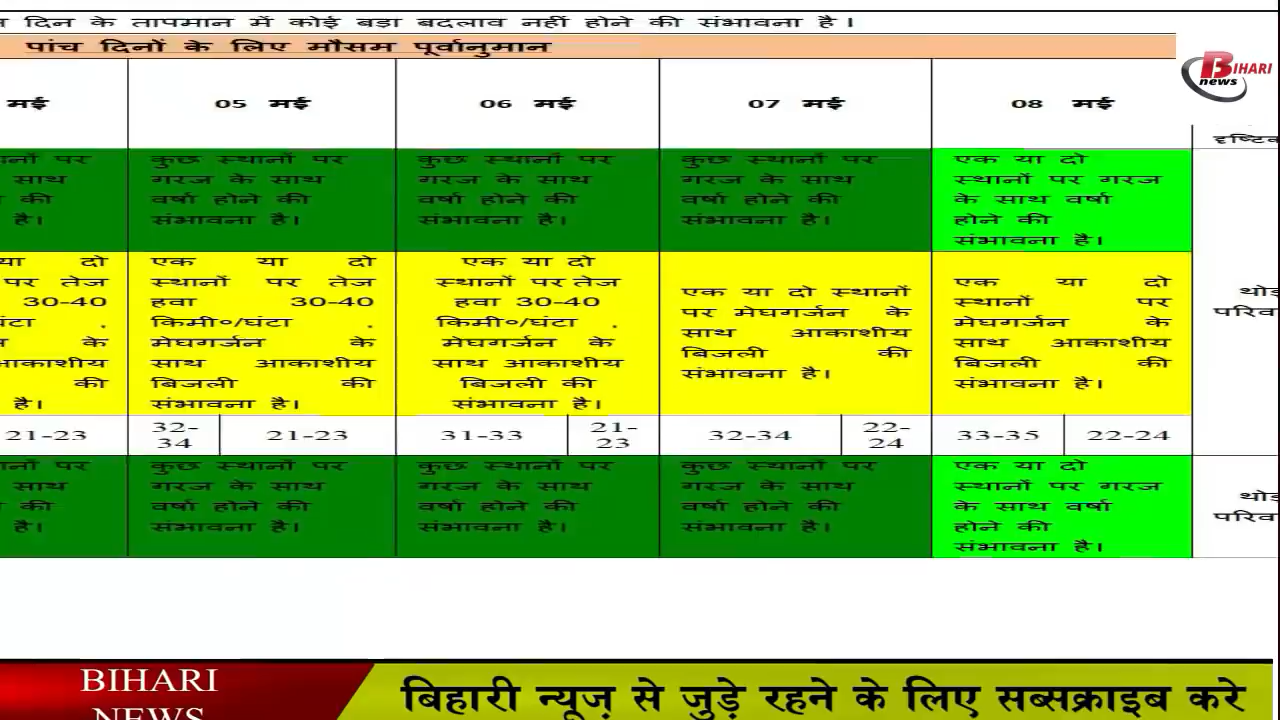 दिन के तापमान में कोई बड़ा बदलाव नहीं होने की संभावना है ।
पांच दिनों के लिए मौसम पूर्वानुमान
BIHARI
news
मई
05 मई
06 मई
07 मई
08 मई
पर
साथ
की
है।
कुछ स्थानों पर
गरज के साथ
वर्षा होने की
संभावना है।
कुछ स्थानों पर
गरज के साथ
वर्षा होने की
संभावना है।
कुछ स्थानों पर
गरज के साथ
वर्षा होने की
संभावना है।
एक या दो
स्थानों पर गरज
के साथ वर्षा
होने की
संभावना है।
या दो
पर तेज
30-40
.
के
की
है।
एक या दो
स्थानों पर तेज
हवा 30-40
किमी०/घंटा .
मेघगर्जन के
साथ आकाशीय
बिजली की
संभावना है।
एक या दो
स्थानों पर तेज
हवा 30-40
किमी०/घंटा .
मेघगर्जन के
साथ आकाशीय
बिजली की
संभावना है।
एक या दो स्थानों
पर मेघगर्जन के
साथ आकाशीय
बिजली की
संभावना है।
एक या दो
स्थानों पर
मेघगर्जन के
साथ आकाशीय
बिजली की
संभावना है।
21-23
32-
34
21-23
31-33
21-
23
32-34
22-
24
33-35
22-24
पर
साथ
की
है।
कुछ स्थानों पर
गरज के साथ
वर्षा होने की
संभावना है।
कुछ स्थानों पर
गरज के साथ
वर्षा होने की
संभावना है।
कुछ स्थानों पर
गरज के साथ
वर्षा होने की
संभावना है।
एक या दो
स्थानों पर गरज
के साथ वर्षा
होने की
संभावना है।
BIHARI
NEWS
बिहारी न्यूज़ से जुड़े रहने के लिए सब्सक्राइब करे